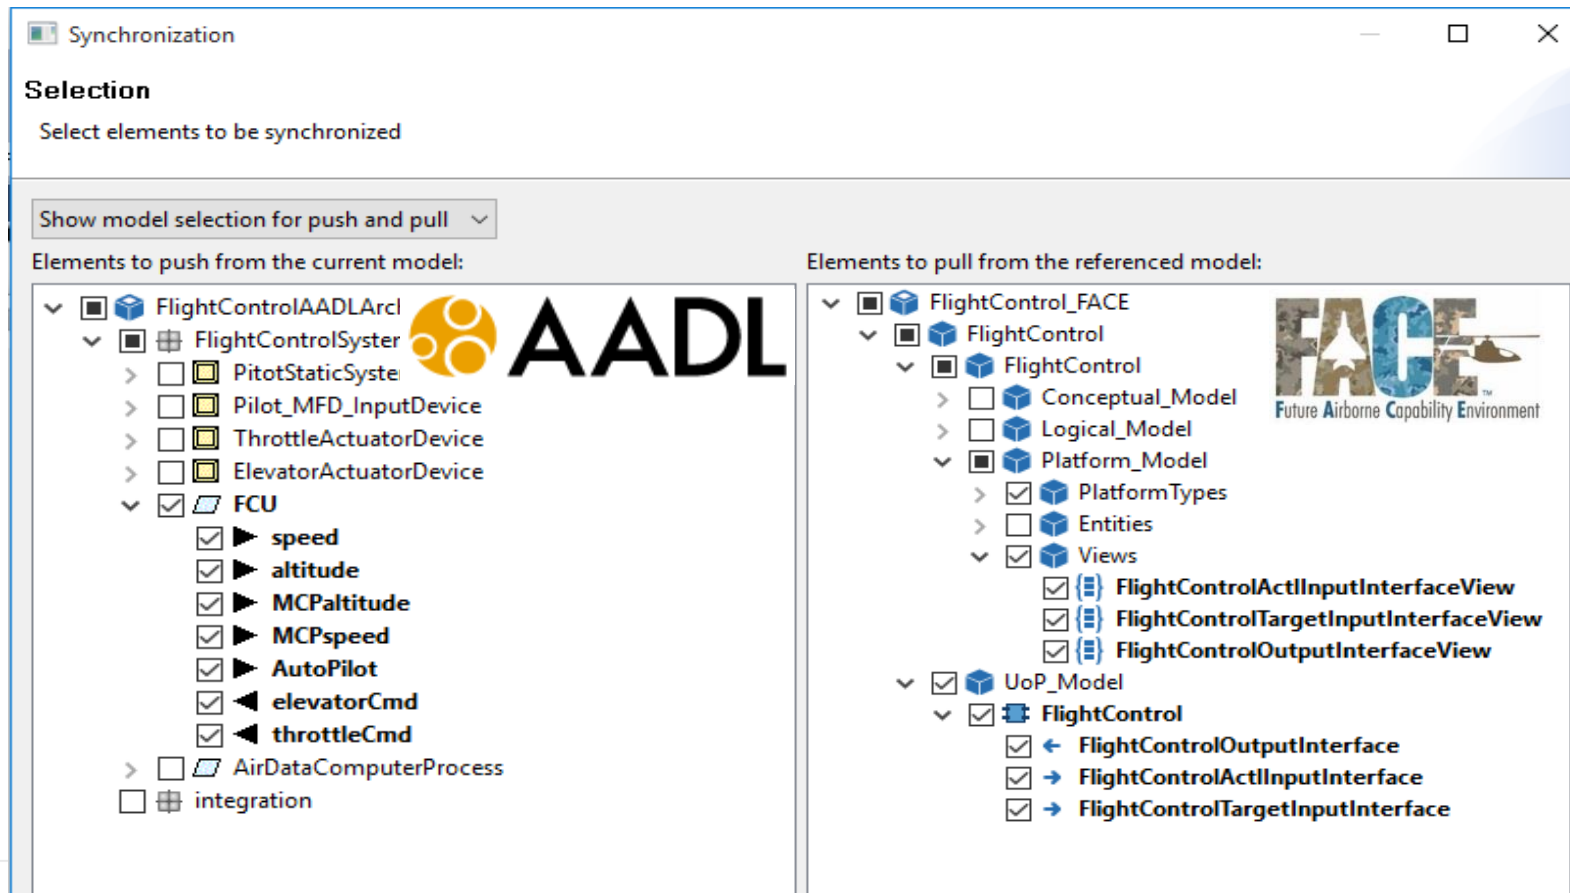 Synchronization
Selection
Select elements to be synchronized
Show model selection for push and pull
Elements to push from the current model:
FlightControlAADLArcl
FlightControlSyster
PitotStaticSyste
Pilot_MFD_InputDevice
ThrottleActuatorDevice
ElevatorActuatorDevice
FCU
speed
altitude
MCPaltitude
MCPspeed
AutoPilot
elevatorCmd
throttleCmd
AirDataComputerProcess
integration
AADL
Elements to pull from the referenced model:
FlightControl_FACE
FlightControl
FlightControl
Conceptual_Model
Logical_Model
Platform_Model
PlatformTypes
Entities
Views
FlightControlActlInputInterfaceView
FlightControlTargetInputInterfaceView
FlightControlOutputInterfaceView
UoP_Model
FlightControl
FlightControlOutputInterface
FlightControlActlInputInterface
FlightControlTargetInputInterface
FACE™
Future Airborne Capability Environment